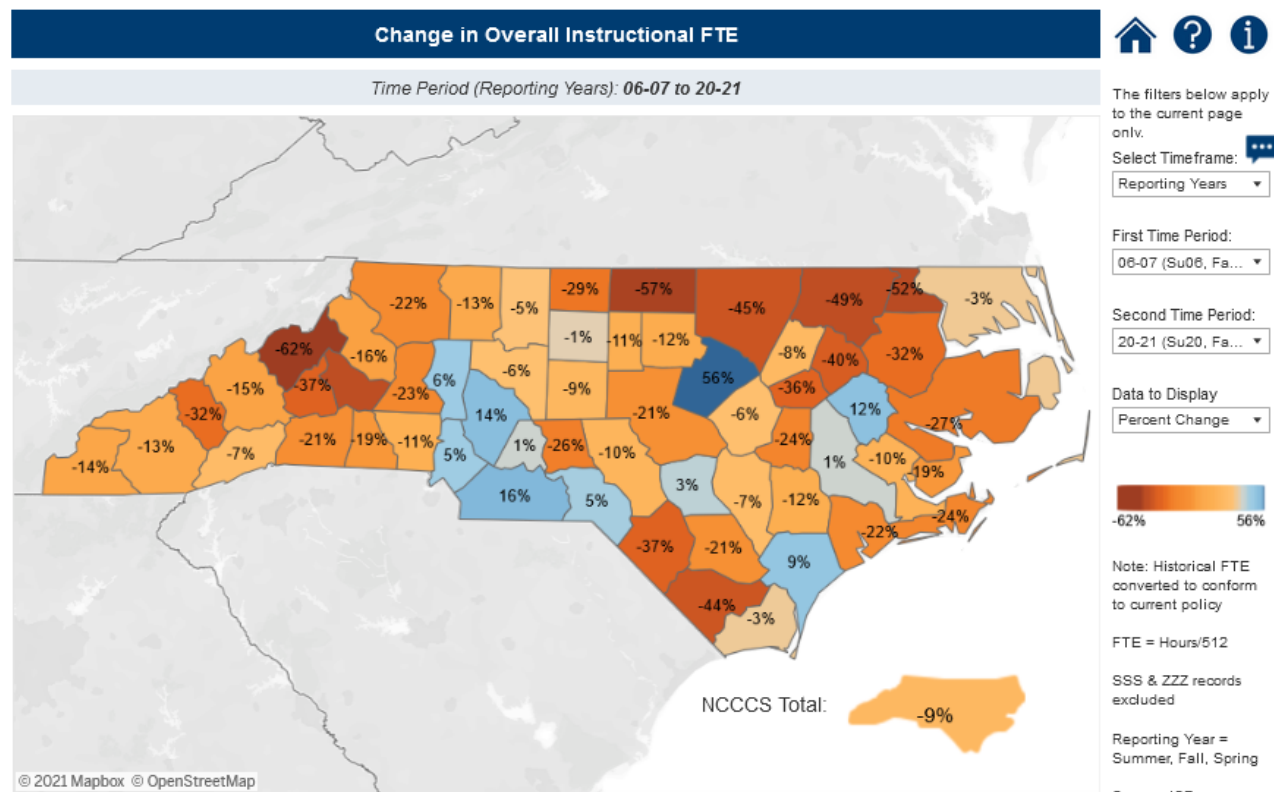 Change in Overall Instructional FTE
Time Period (Reporting Years): 06-07 to 20-21
The filters below apply
to the current page
only.
Select Timeframe:
Reporting Years
First Time Period:
06-07 (Su06, Fa...
Second Time Period:
20-21 (Su20, Fa...
Data to Display
Percent Change
-62%
56%
Note: Historical FTE
converted to conform
to current policy
FTE = Hours/512
SSS & ZZZ records
excluded
Reporting Year =
Summer, Fall, Spring
-22%
-13%
-5%
-29%
-57%
-45%
-49%
-52%
-3%
-62%
-16%
-1%
-11%
-12%
-8%
-40%
-32%
-15%
-37%
-23%
6%
-6%
-9%
56%
-36%
-32%
14%
-21%
-6%
12%
-27%
-14%
-13%
-7%
-21%
-19%
-11%
5%
1%
-26%
-10%
-24%
1%
-10%
-19%
16%
5%
3%
-7%
-12%
-22%
-24%
-37%
-21%
9%
-44%
-3%
NCCCS Total:
-9%
© 2021 Mapbox © OpenStreetMap